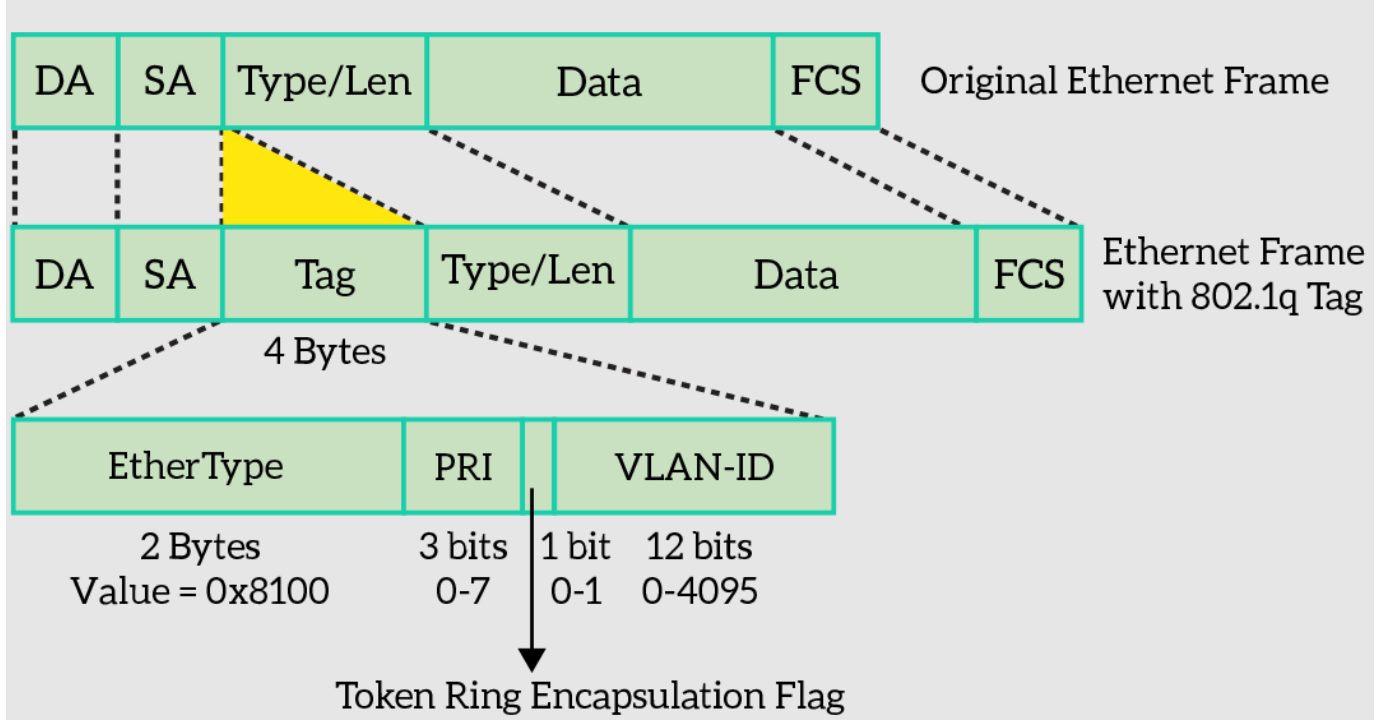 DA SA Type/Len Data FCS Original Ethernet Frame
DA SA Tag Type/Len Data FCS Ethernet Frame
with 802.1q Tag
4 Bytes
EtherType PRI VLAN-ID
2 Bytes 3 bits 1 bit 12 bits
Value = 0x8100 0-7 0-1 0-4095
Token Ring Encapsulation Flag